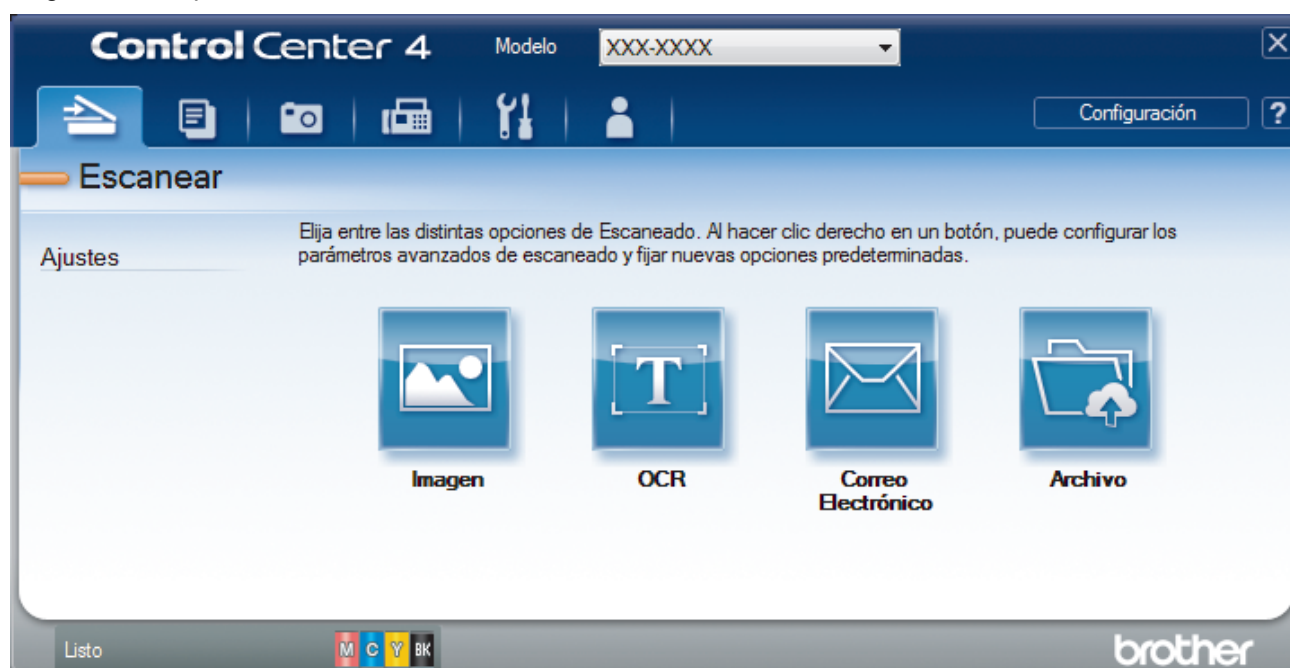 Control Center 4
Modelo
XXX-XXXX
Configuración
?
Escanear
Ajustes
Elija entre las distintas opciones de Escaneado. Al hacer clic derecho en un botón, puede configurar los
parámetros avanzados de escaneado y fijar nuevas opciones predeterminadas.
T
Imagen
OCR
Correo
Electrónico
Archivo
Listo
M C Y BK
brother